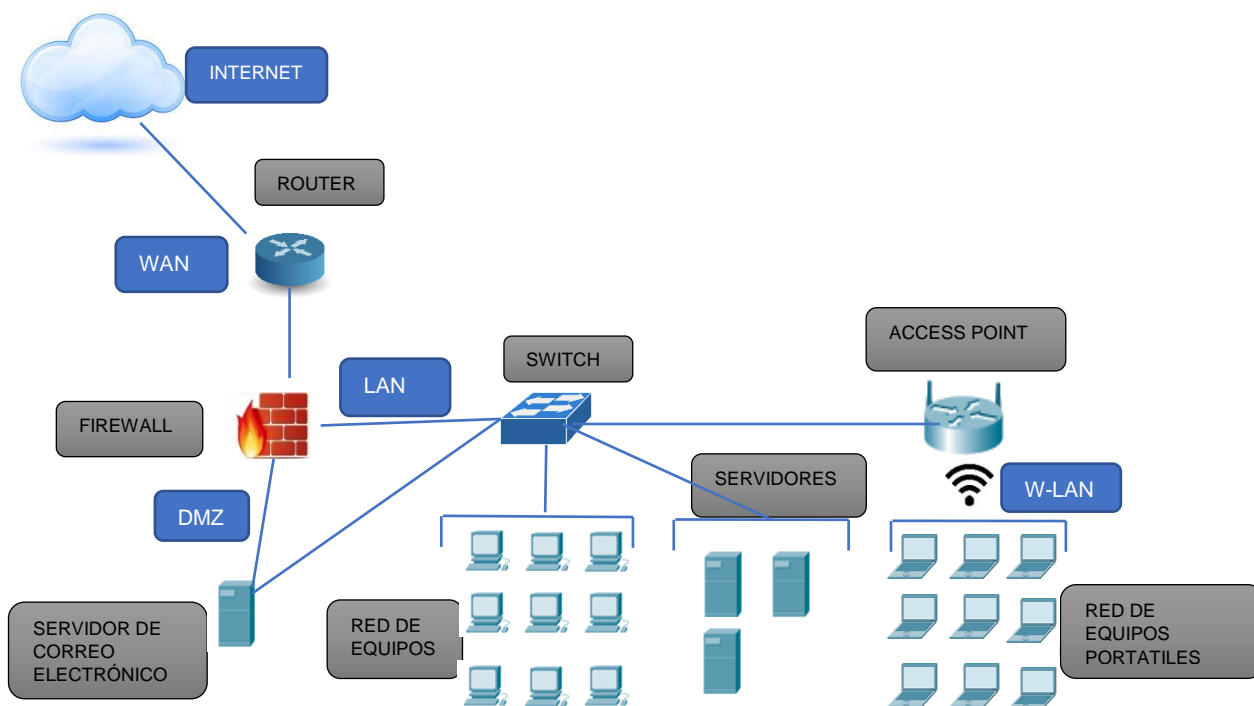 INTERNET
ROUTER
WAN
ACCESS POINT
SWITCH
LAN
FIREWALL
SERVIDORES
W-LAN
DMZ
SERVIDOR DE
CORREO
ELECTRÓNICO
RED DE
EQUIPOS
RED DE
EQUIPOS
PORTATILES